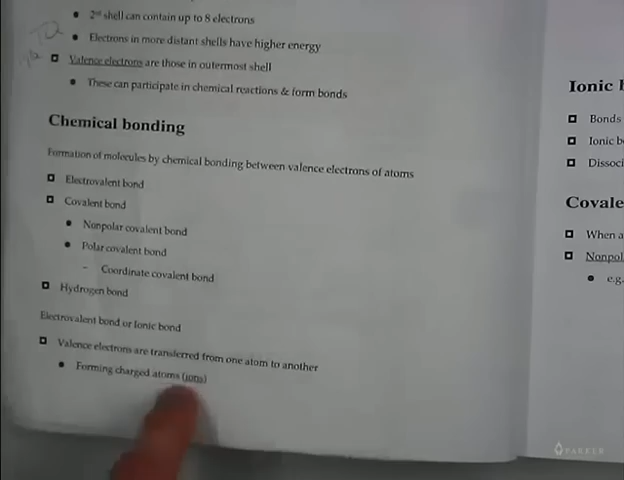 2nd shell can contain up to 8 electrons
Electrons in more distant shells have higher energy
Valence electrons are those in outermost shell
These can participate in chemical reactions & form bonds
Chemical bonding
Formation of molecules by chemical bonding between valence electrons of atoms
Electrovalent bond
Covalent bond
Nonpolar covalent bond
Polar covalent bond
– Coordinate covalent bond
Hydrogen bond
Electrovalent bond or Ionic bond
Valence electrons are transferred from one atom to another
Forming charged atoms (ions)
Ionic b
Bonds
Ionic b
Dissoci
Covale
When a
Nonpol
e.g.